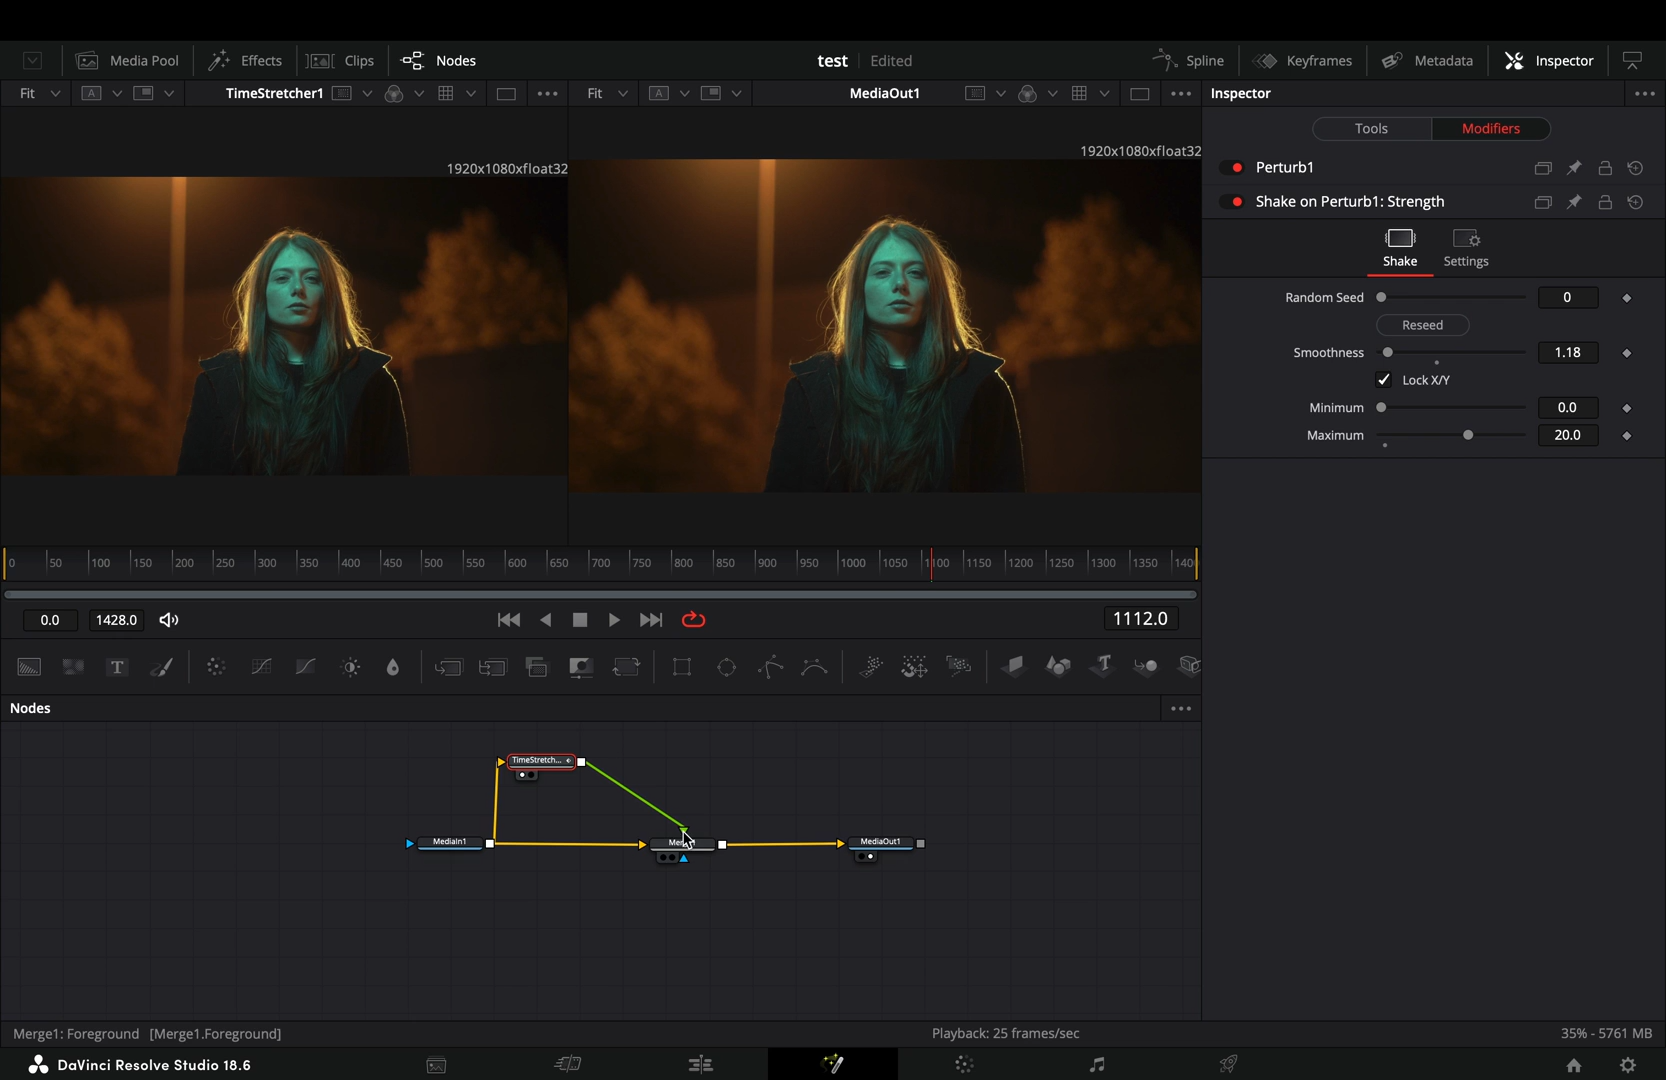 Media Pool Effects Clips Nodes test Edited Spline Keyframes Metadata Inspector
Fit A TimeStretcher1 Fit A MediaOut1 Inspector
Tools Modifiers
1920x1080xfloat32 1920x1080xfloat32
Perturb1
Shake on Perturb1: Strength
Shake Settings
Random Seed 0
Reseed
Smoothness 1.18
Lock X/Y
Minimum 0.0
Maximum 20.0
0 50 100 150 200 250 300 350 400 450 500 550 600 650 700 750 800 850 900 950 1000 1050 1100 1150 1200 1250 1300 1350 1400
0.0 1428.0 1112.0
T T
Nodes
TimeStretch...
MediaIn1 MediaOut1
Merge1: Foreground [Merge1.Foreground] Playback: 25 frames/sec 35% - 5761 MB
DaVinci Resolve Studio 18.6